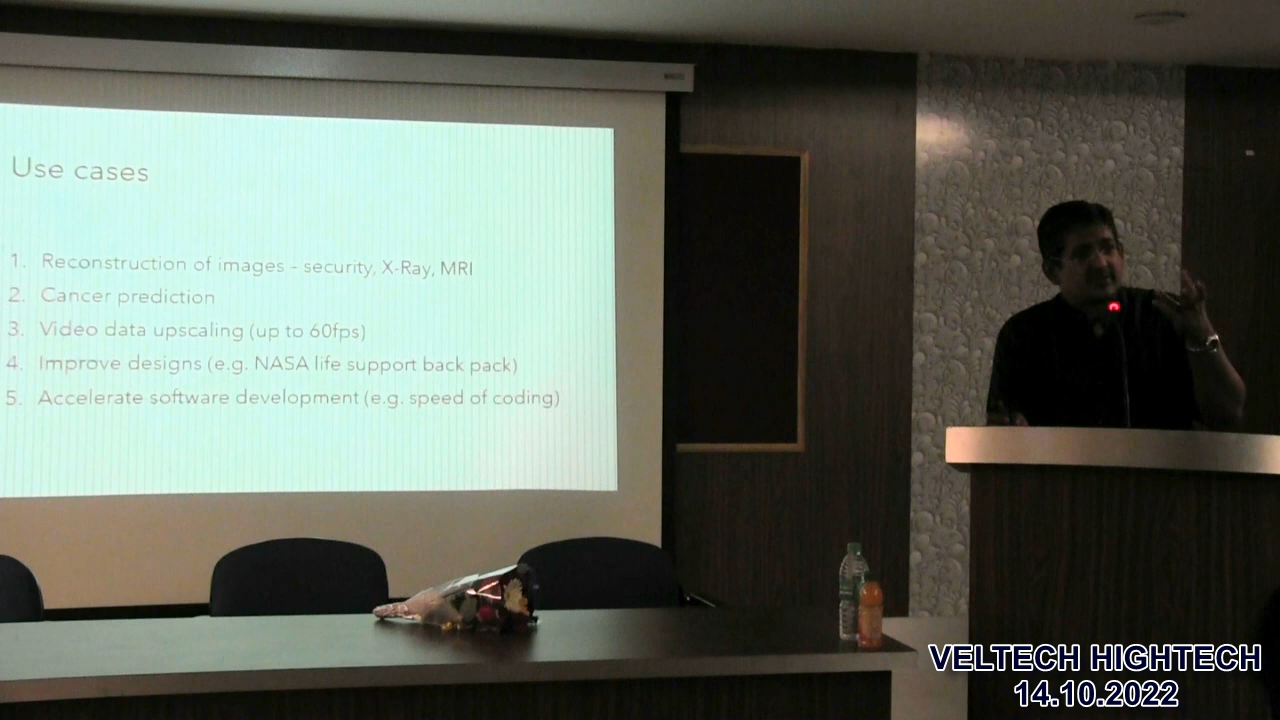 Use cases
1. Reconstruction of images - security, X-Ray, MRI
2. Cancer prediction
3. Video data upscaling (up to 60fps)
4. Improve designs (e.g. NASA life support back pack)
5. Accelerate software development (e.g. speed of coding)
VELTECH HIGHTECH
14.10.2022